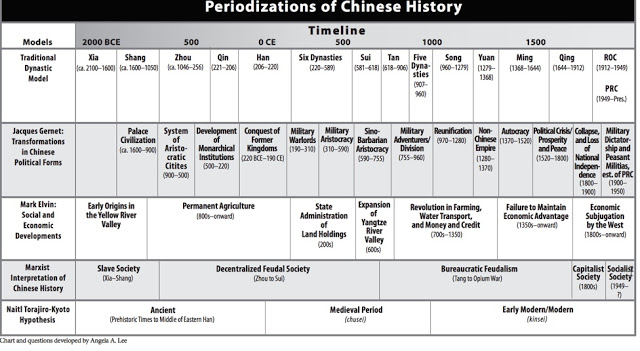 Periodizations of Chinese History
Timeline
Models
2000 BCE
500
0 CE
500
1000
1500
Traditional
Dynastic
Model
Xia
(ca. 2100–1600)
Shang
(ca. 1600–1050)
Zhou
(ca. 1046–256)
Qin
(221–206)
Han
(206–220)
Six Dynasties
(220–589)
Sui
(581–618)
Tan
(618–906)
Five
Dyna-
sties
(907–
960)
Song
(960–1279)
Yuan
(1279–
1368)
Ming
(1368–1644)
Qing
(1644–1912)
ROC
(1912–1949)
PRC
(1949–Pres.)
Jacques Gernet:
Transformations
in Chinese
Political Forms
Palace
Civilization
(ca. 1600–900)
System
of
Aristo-
cratic
Citites
(900–500)
Development
of
Monarchical
Institutions
(500–220)
Conquest of
Former
Kingdoms
(220 BCE–190 CE)
Military
Warlords
(190–310)
Military
Aristocracy
(310–590)
Sino-
Barbarian
Aristocracy
(590–755)
Military
Adventurers/
Division
(755–960)
Reunification
(970–1280)
Non-
Chinese
Empire
(1280–
1370)
Autocracy
(1370–1520)
Political Crisis/
Prosperity
and Peace
(1520–1800)
Collapse,
and Loss
of
National
Indepen-
dence
(1800–
1900)
Military
Dictator-
ship and
Peasant
Militias,
est. of PRC
(1900–
1950)
Mark Elvin:
Social and
Economic
Developments
Early Origins in
the Yellow River
Valley
Permanent Agriculture
(800s–onward)
State
Administration
of
Land Holdings
(200s)
Expansion
of
Yangtze
River
Valley
(600s)
Revolution in Farming,
Water Transport,
and Money and Credit
(700s–1350)
Failure to Maintain
Economic Advantage
(1350s–onward)
Economic
Subjugation
by the West
(1800s–onward)
Marxist
Interpretation of
Chinese History
Slave Society
(Xia–Shang)
Decentralized Feudal Society
(Zhou to Sui)
Bureaucratic Feudalism
(Tang to Opium War)
Capitalist
Society
(1800s)
Socialist
Society
(1949–
?)
Naitl Torajiro-Kyoto
Hypothesis
Ancient
(Prehistoric Times to Middle of Eastern Han)
Medieval Period
(chusei)
Early Modern/Modern
(kinsei)
Chart and questions developed by Angela A. Lee